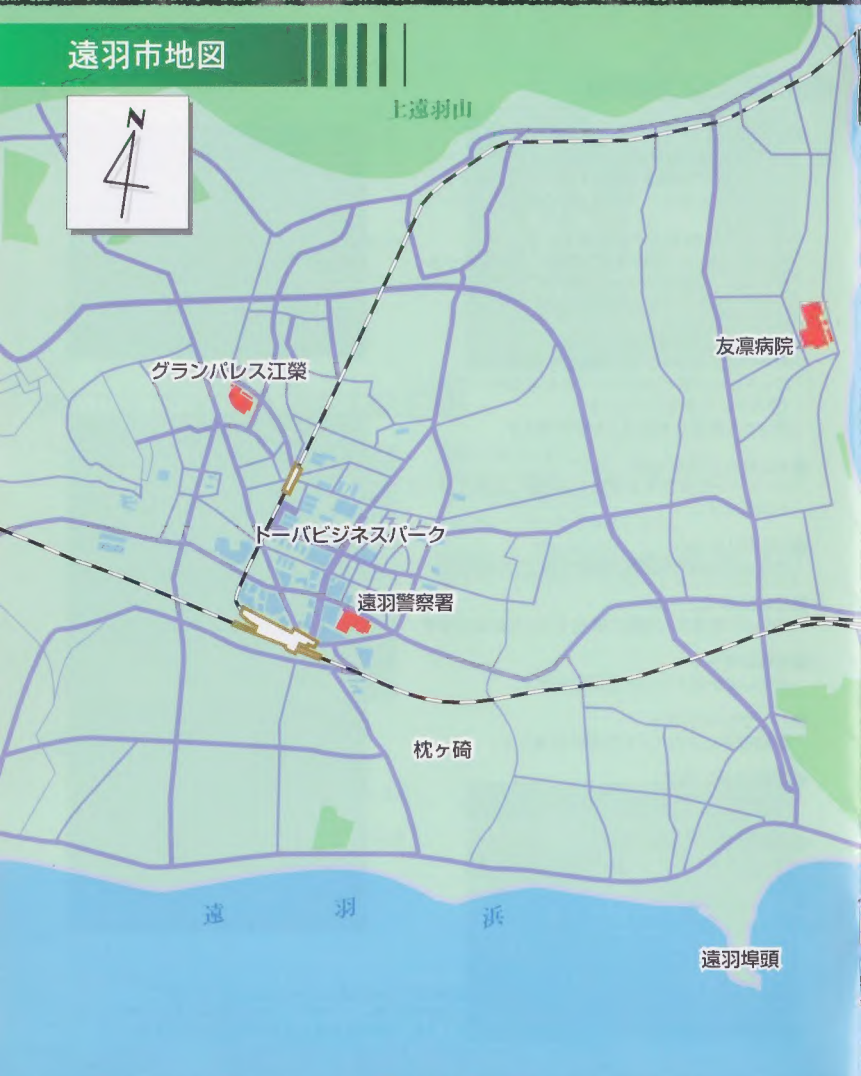 遠羽市地図
N
上遠羽山
友凛病院
グランパレス江榮
トーバビジネスパーク
遠羽警察署
枕ヶ碕
遠 羽 浜
遠羽埠頭